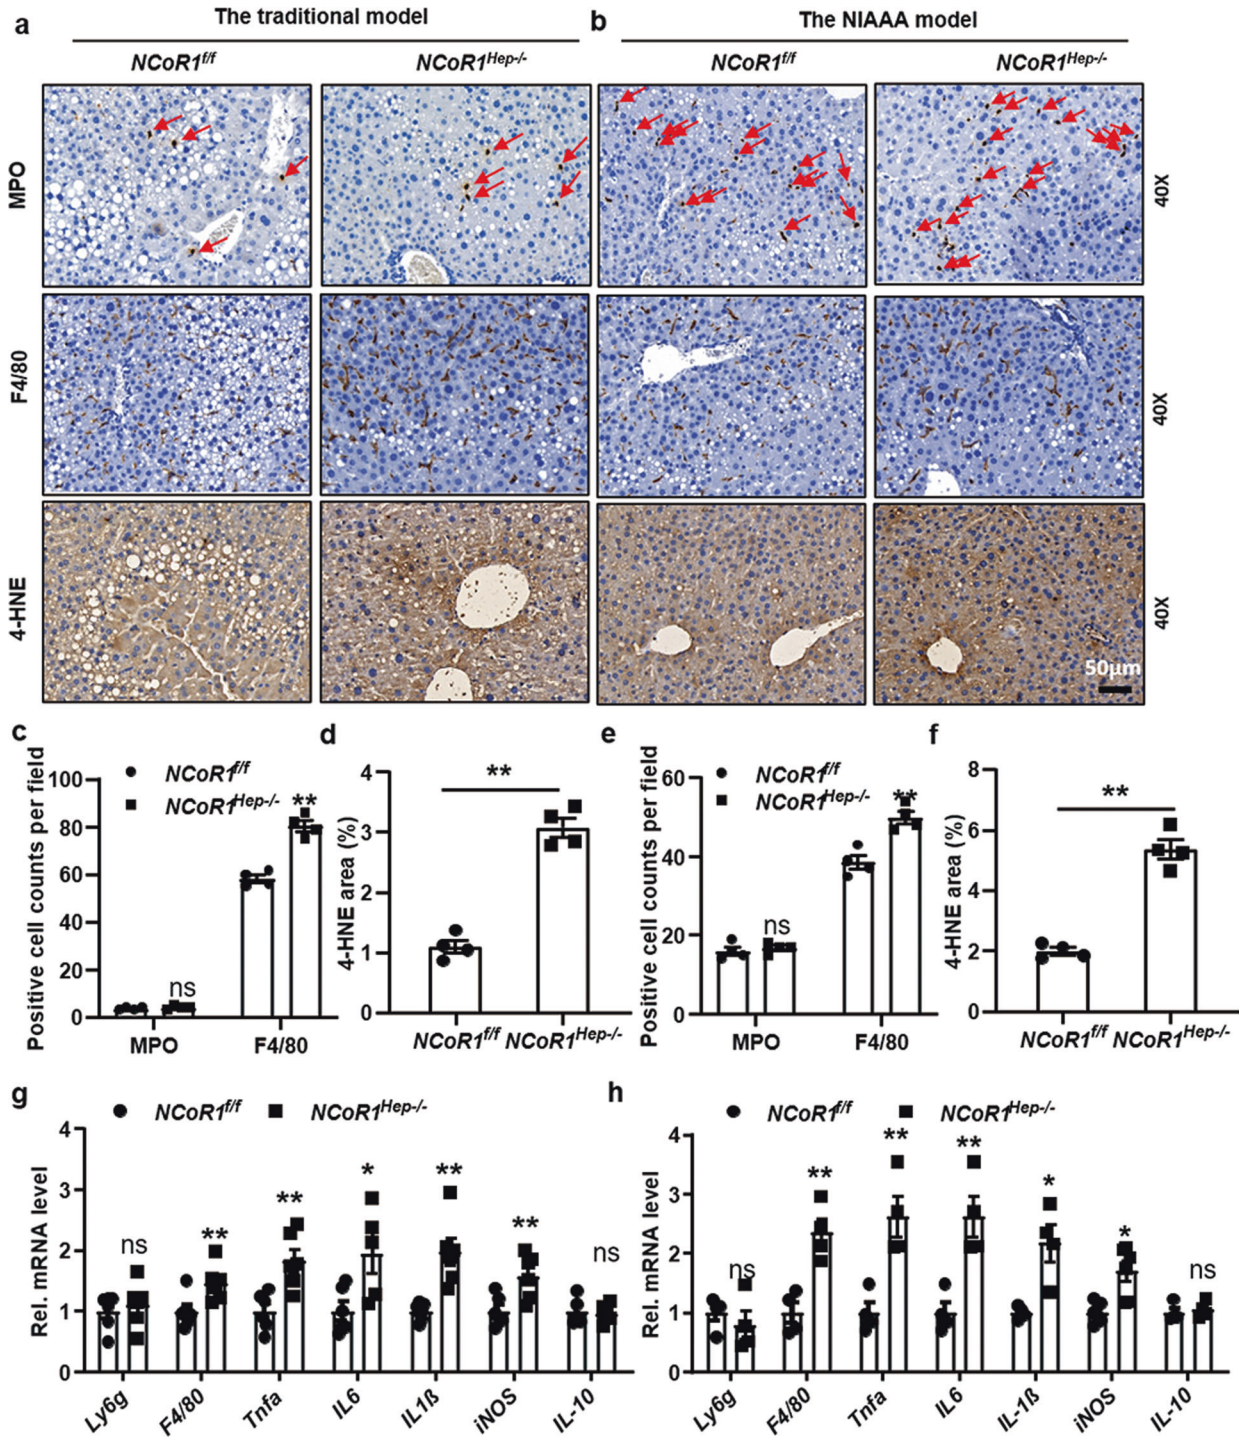 a The traditional model b The NIAAA model
NCoR1f/f NCoR1Hep-/- NCoR1f/f NCoR1Hep-/-
MPO 40X
F4/80 40X
4-HNE 40X
50µm
c
Positive cell counts per field
100
80
60
40
20
0
NCoR1f/f
NCoR1Hep-/-
ns
**
MPO F4/80
d
4-HNE area (%)
4
3
2
1
0
**
NCoR1f/f NCoR1Hep-/-
e
Positive cell counts per field
60
40
20
0
NCoR1f/f
NCoR1Hep-/-
ns
**
MPO F4/80
f
4-HNE area (%)
8
6
4
2
0
**
NCoR1f/f NCoR1Hep-/-
g
NCoR1f/f NCoR1Hep-/-
Rel. mRNA level
4
3
2
1
0
ns ** ** * ** ** ns
Ly6g F4/80 Tnfa IL6 IL1ß iNOS IL-10
h
NCoR1f/f NCoR1Hep-/-
Rel. mRNA level
4
3
2
1
0
ns ** ** ** * * ns
Ly6g F4/80 Tnfa IL6 IL-1ß iNOS IL-10